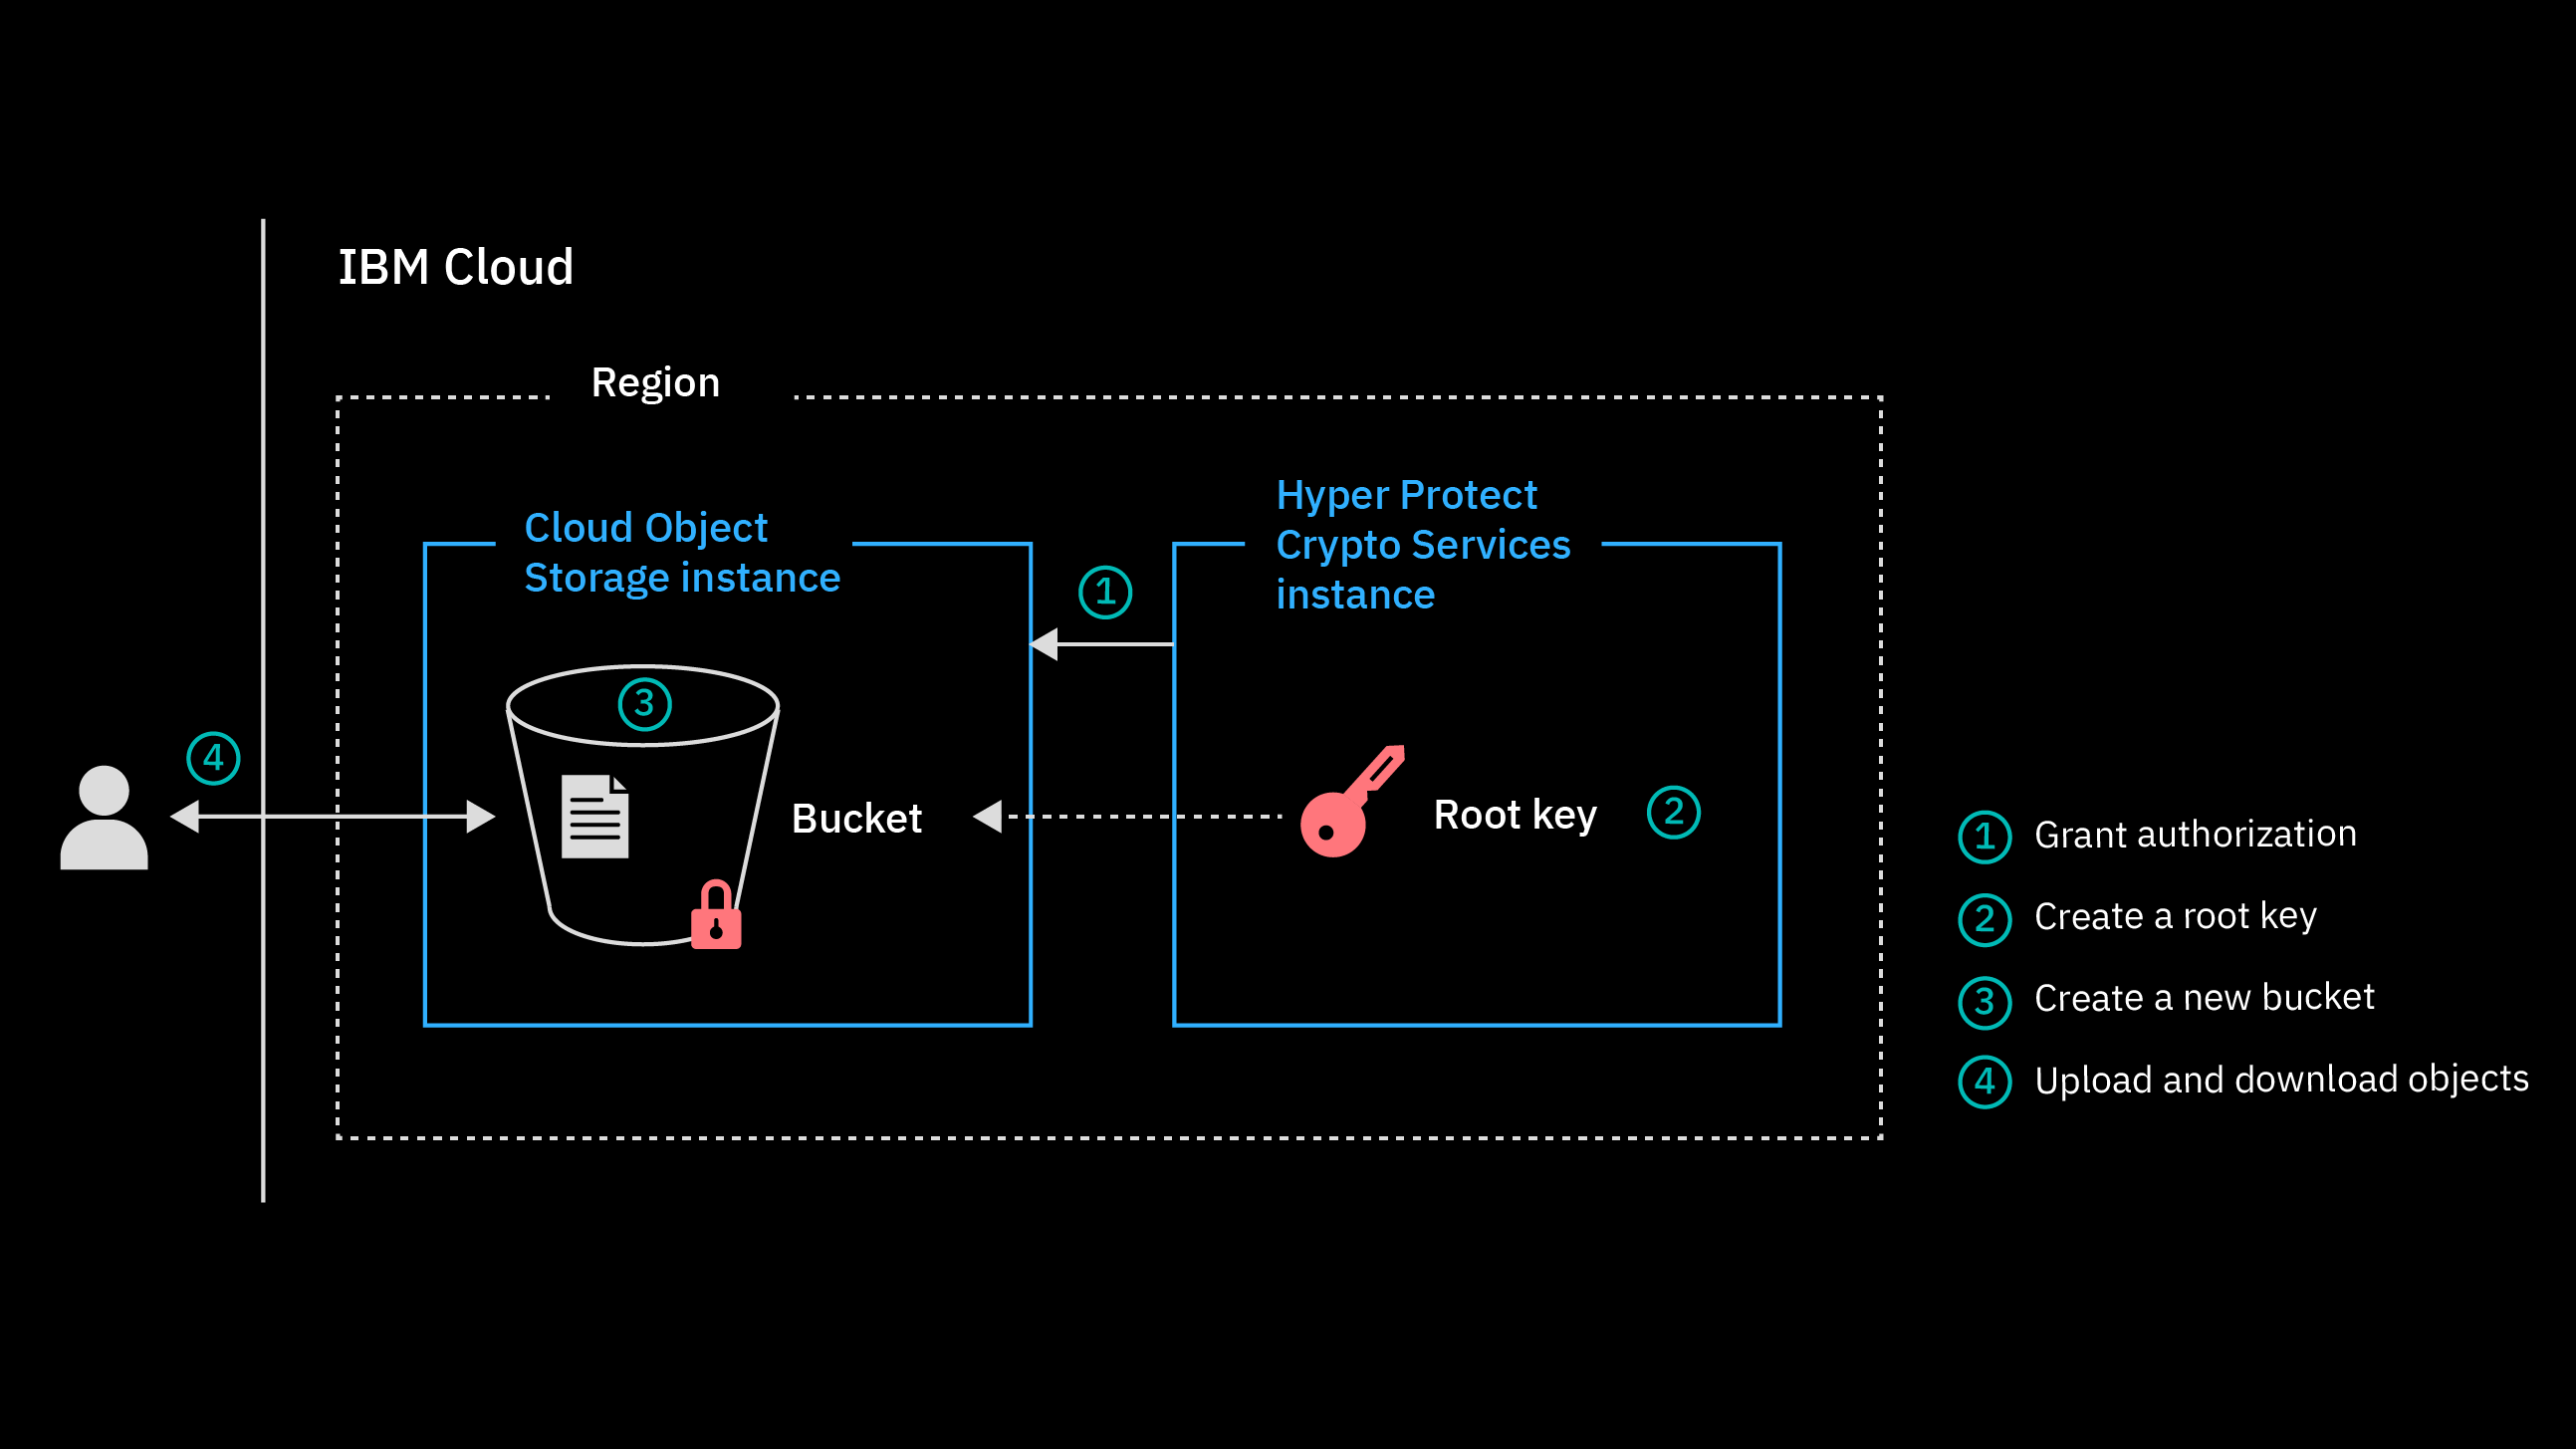 IBM Cloud
Region
Cloud Object
Storage instance
Hyper Protect
Crypto Services
instance
1
3
4
Bucket
Root key
2
1 Grant authorization
2 Create a root key
3 Create a new bucket
4 Upload and download objects